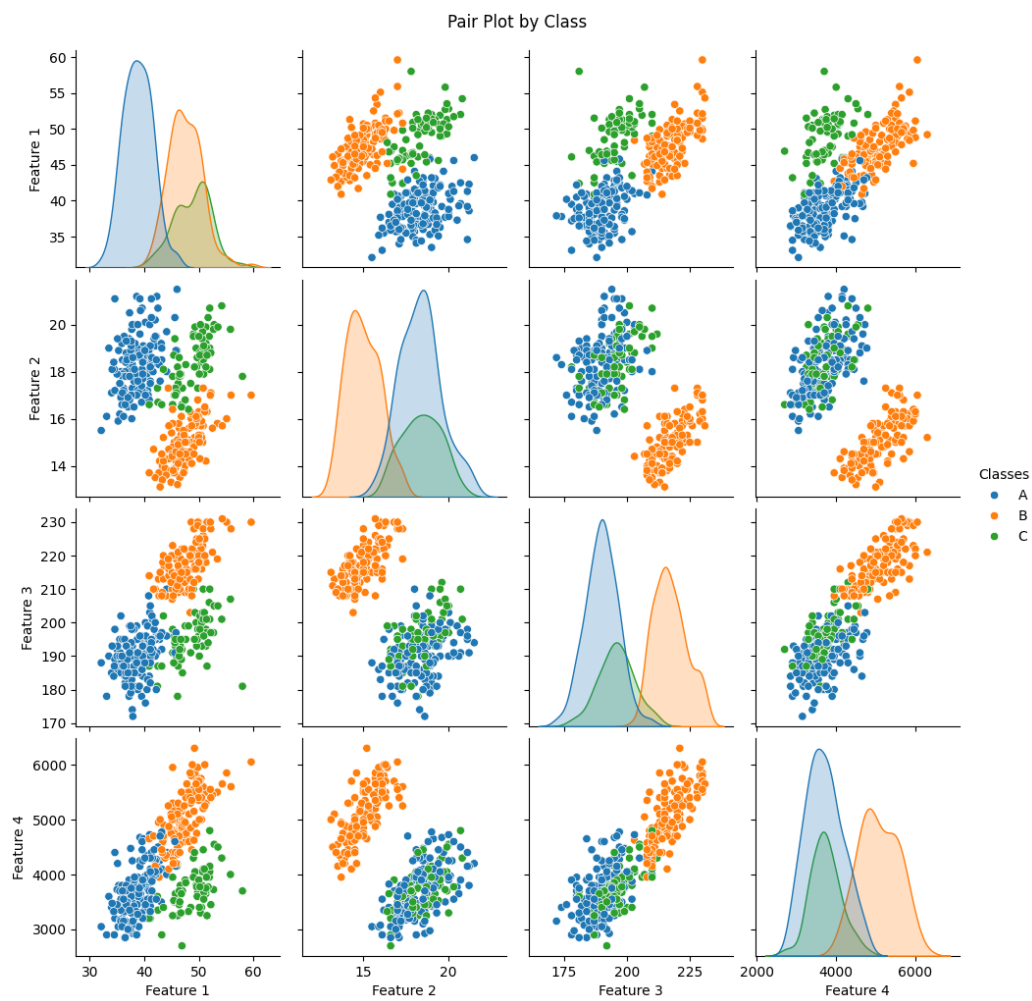 Pair Plot by Class
60
55
50
45
40
35
Feature 1
20
18
16
14
Feature 2
Classes
A
B
C
230
220
210
200
190
180
170
Feature 3
6000
5000
4000
3000
Feature 4
30 40 50 60
15 20
175 200 225
2000 4000 6000
Feature 1 Feature 2 Feature 3 Feature 4